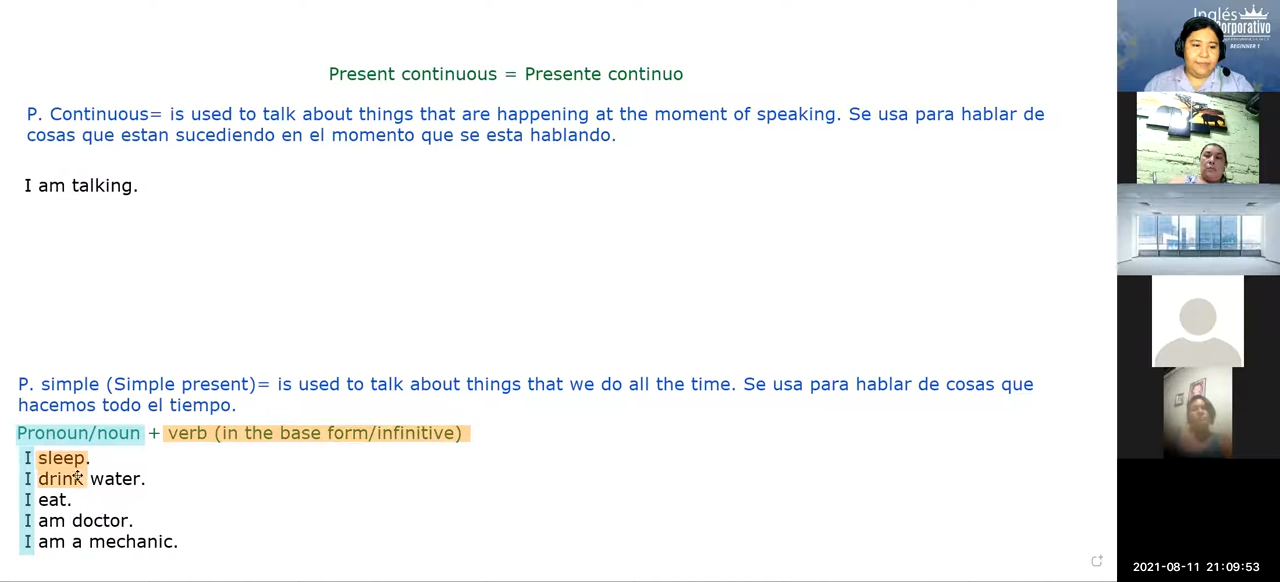 Present continuous = Presente continuo
P. Continuous= is used to talk about things that are happening at the moment of speaking. Se usa para hablar de
cosas que estan sucediendo en el momento que se esta hablando.
I am talking.
P. simple (Simple present)= is used to talk about things that we do all the time. Se usa para hablar de cosas que
hacemos todo el tiempo.
Pronoun/noun + verb (in the base form/infinitive)
I sleep.
I drink water.
I eat.
I am doctor.
I am a mechanic.
Inglés
orporativo
BEGINNER 1
2021-08-11 21:09:53